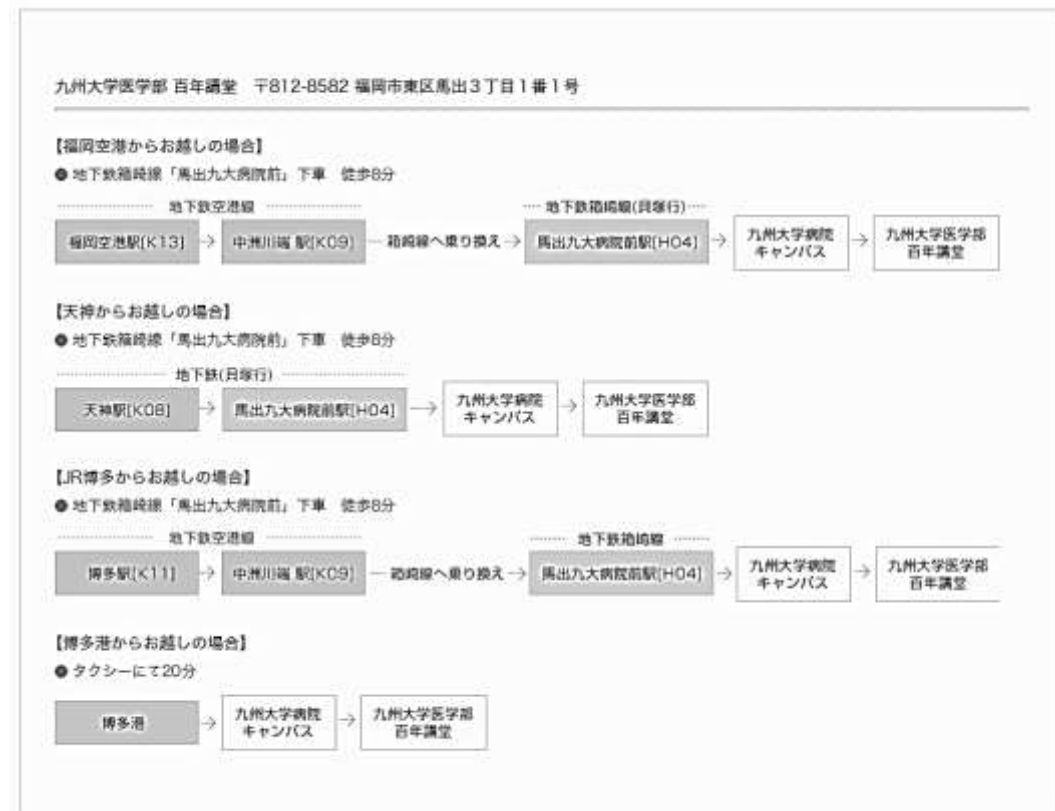 九州大学医学部 百年講堂　〒812-8582 福岡市東区馬出3丁目1番1号
【福岡空港からお越しの場合】
● 地下鉄箱崎線「馬出九大病院前」下車　徒歩8分
地下鉄空港線　地下鉄箱崎線(貝塚行)
福岡空港駅[K13] → 中洲川端 駅[K09] 箱崎線へ乗り換え → 馬出九大病院前駅[H04] → 九州大学病院 → 九州大学医学部
キャンパス　百年講堂
【天神からお越しの場合】
● 地下鉄箱崎線「馬出九大病院前」下車　徒歩8分
地下鉄(貝塚行)
天神駅[K08] → 馬出九大病院前駅[H04] → 九州大学病院 → 九州大学医学部
キャンパス　百年講堂
【JR博多からお越しの場合】
● 地下鉄箱崎線「馬出九大病院前」下車　徒歩8分
地下鉄空港線　地下鉄箱崎線
博多駅[K11] → 中洲川端 駅[K09] 箱崎線へ乗り換え → 馬出九大病院前駅[H04] → 九州大学病院 → 九州大学医学部
キャンパス　百年講堂
【博多港からお越しの場合】
● タクシーにて20分
博多港 → 九州大学病院 → 九州大学医学部
キャンパス　百年講堂